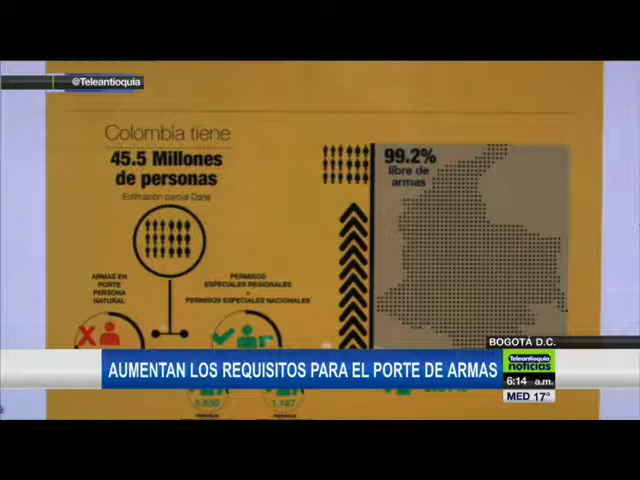 @Teleantioquia
Colombia tiene
45.5 Millones
de personas
Estimación parcial Dane
99.2%
libre de
armas
ARMAS EN
PORTE
PERSONA
NATURAL
PERMISOS
ESPECIALES REGIONALES
+
PERMISOS ESPECIALES NACIONALES
BOGOTÁ D.C.
AUMENTAN LOS REQUISITOS PARA EL PORTE DE ARMAS
Teleantioquia
noticias
6:14 a.m.
MED 17°
1.167